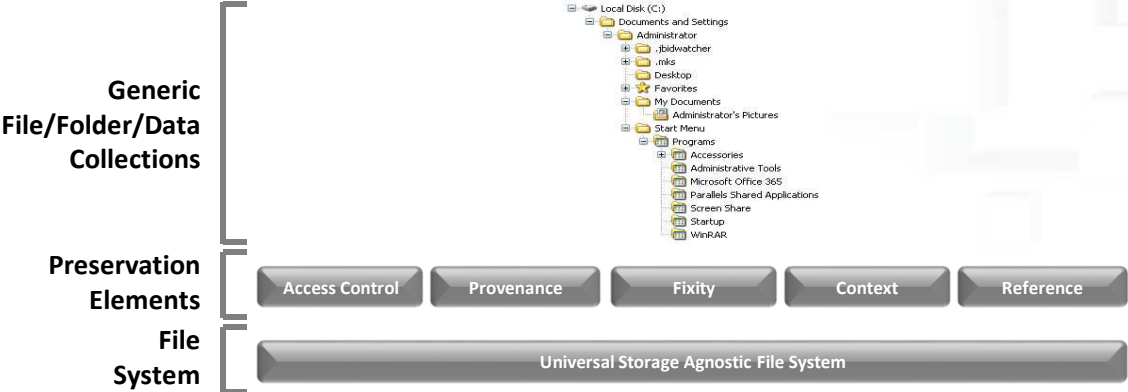 Generic
File/Folder/Data
Collections
Local Disk (C:)
Documents and Settings
Administrator
.jbidwatcher
.mks
Desktop
Favorites
My Documents
Administrator's Pictures
Start Menu
Programs
Accessories
Administrative Tools
Microsoft Office 365
Parallels Shared Applications
Screen Share
Startup
WinRAR
Preservation
Elements
Access Control
Provenance
Fixity
Context
Reference
File
System
Universal Storage Agnostic File System